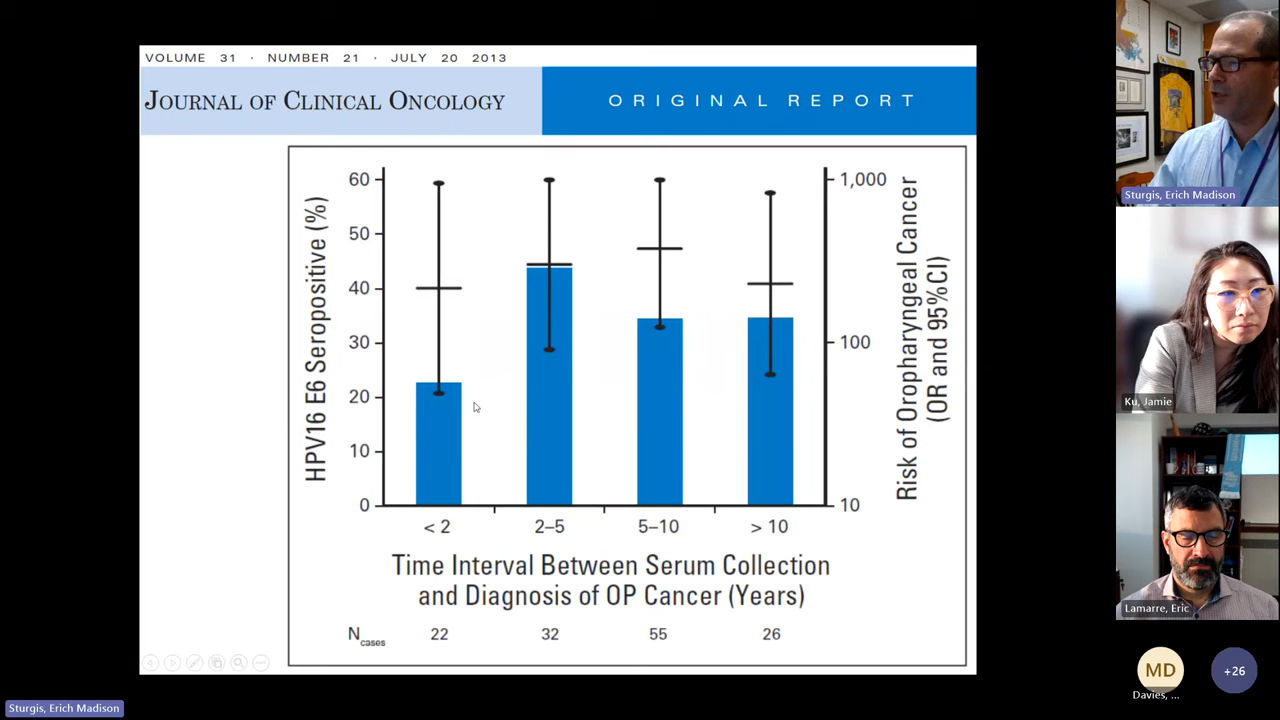 VOLUME 31 · NUMBER 21 · JULY 20 2013
JOURNAL OF CLINICAL ONCOLOGY
ORIGINAL REPORT
HPV16 E6 Seropositive (%)
60
50
40
30
20
10
0
1,000
100
10
Risk of Oropharyngeal Cancer
(OR and 95%CI)
< 2
2–5
5–10
> 10
Time Interval Between Serum Collection
and Diagnosis of OP Cancer (Years)
Ncases 22 32 55 26
Sturgis, Erich Madison
Ku, Jamie
Lamarre, Eric
MD
Davies, ...
+26
Sturgis, Erich Madison